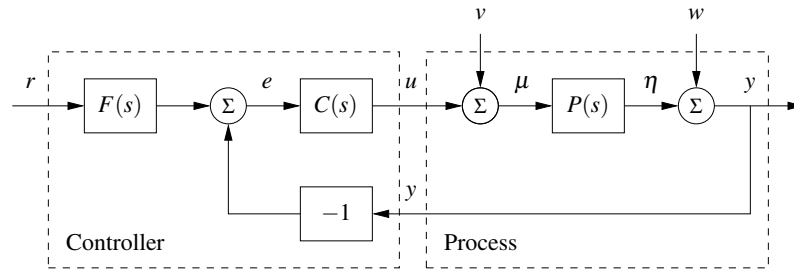 v w
r F(s) Σ e C(s) u Σ μ P(s) η Σ y
−1 y
Controller Process